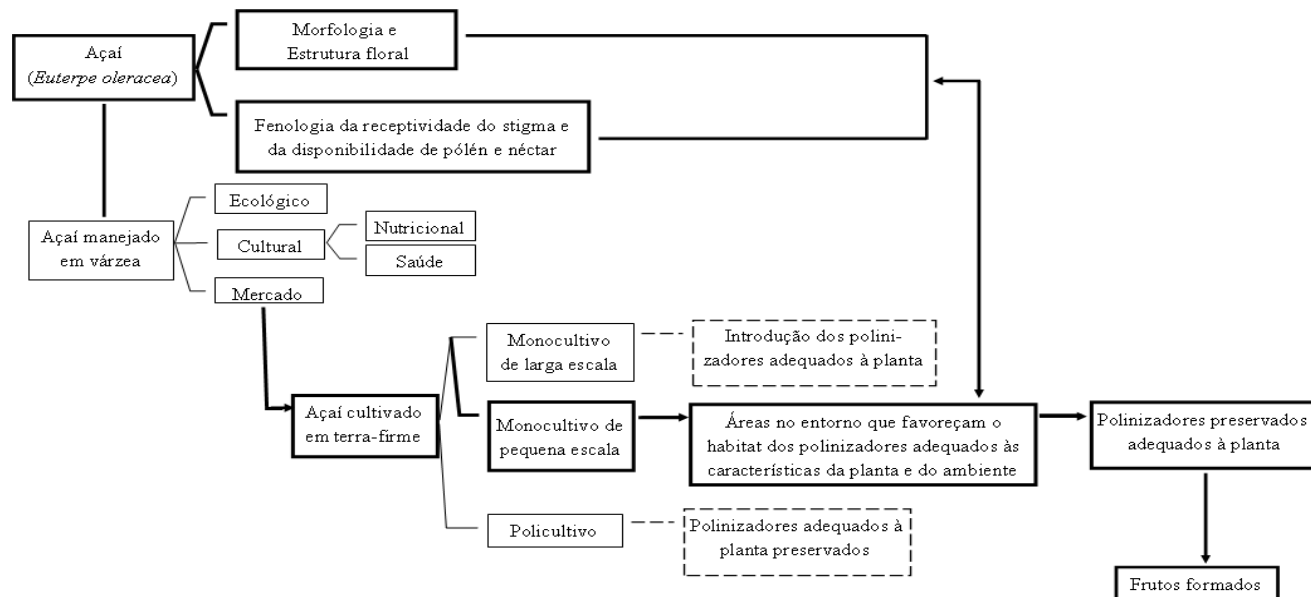 Açaí
(Euterpe oleracea)
Morfologia e
Estrutura floral
Fenologia da receptividade do stigma e
da disponibilidade de pólén e néctar
Açaí manejado
em várzea
Ecológico
Cultural
Mercado
Nutricional
Saúde
Açaí cultivado
em terra-firme
Monocultivo
de larga escala
Introdução dos polini-
zadores adequados à planta
Monocultivo de
pequena escala
Áreas no entorno que favoreçam o
habitat dos polinizadores adequados às
características da planta e do ambiente
Polinizadores preservados
adequados à planta
Policultivo
Polinizadores adequados à
planta preservados
Frutos formados